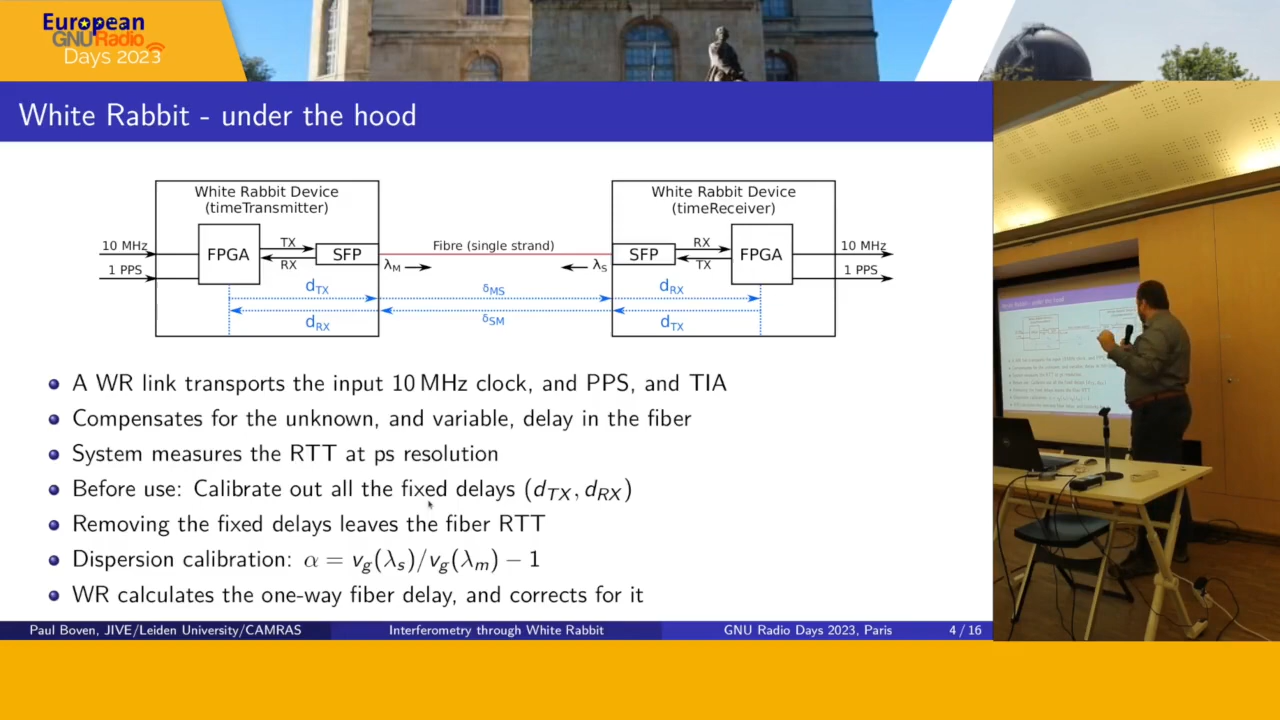 European
GNURadio
Days 2023
White Rabbit - under the hood
White Rabbit Device
(timeTransmitter)
10 MHz
1 PPS
FPGA
TX
RX
SFP
dTX
dRX
Fibre (single strand)
λM
λS
δMS
δSM
White Rabbit Device
(timeReceiver)
SFP
RX
TX
FPGA
10 MHz
1 PPS
dRX
dTX
A WR link transports the input 10 MHz clock, and PPS, and TIA
Compensates for the unknown, and variable, delay in the fiber
System measures the RTT at ps resolution
Before use: Calibrate out all the fixed delays (dTX, dRX)
Removing the fixed delays leaves the fiber RTT
Dispersion calibration: α = vg(λs)/vg(λm) − 1
WR calculates the one-way fiber delay, and corrects for it
Paul Boven, JIVE/Leiden University/CAMRAS
Interferometry through White Rabbit
GNU Radio Days 2023, Paris
4 / 16